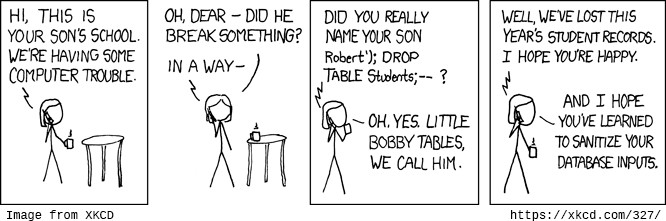 HI, THIS IS
YOUR SON'S SCHOOL.
WE'RE HAVING SOME
COMPUTER TROUBLE.
OH, DEAR – DID HE
BREAK SOMETHING?
IN A WAY–
DID YOU REALLY
NAME YOUR SON
Robert'); DROP
TABLE Students;-- ?
OH, YES. LITTLE
BOBBY TABLES,
WE CALL HIM.
WELL, WE'VE LOST THIS
YEAR'S STUDENT RECORDS.
I HOPE YOU'RE HAPPY.
AND I HOPE
YOU'VE LEARNED
TO SANITIZE YOUR
DATABASE INPUTS.
Image from XKCD
https://xkcd.com/327/